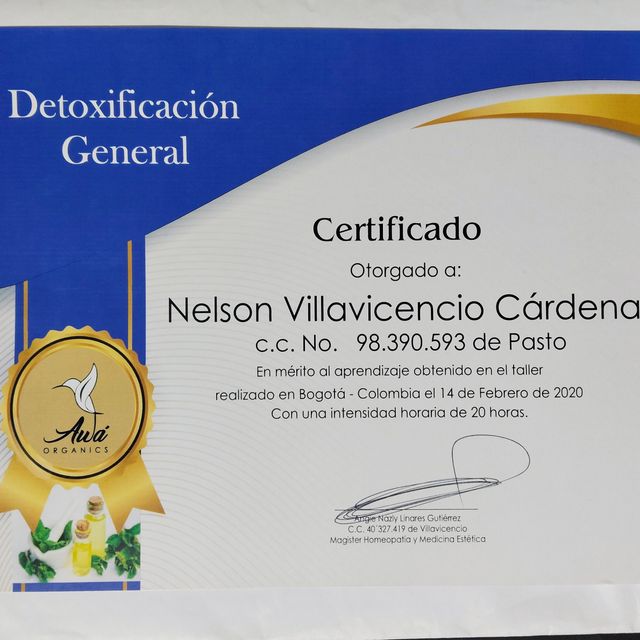 Detoxificación
General
Certificado
Otorgado a:
Nelson Villavicencio Cárdena
c.c. No. 98.390.593 de Pasto
En mérito al aprendizaje obtenido en el taller
realizado en Bogotá - Colombia el 14 de Febrero de 2020
Con una intensidad horaria de 20 horas.
Awá
ORGANICS
Angie Nazly Linares Gutiérrez
C.C. 40 327.419 de Villavicencio
Magister Homeopatía y Medicina Estética